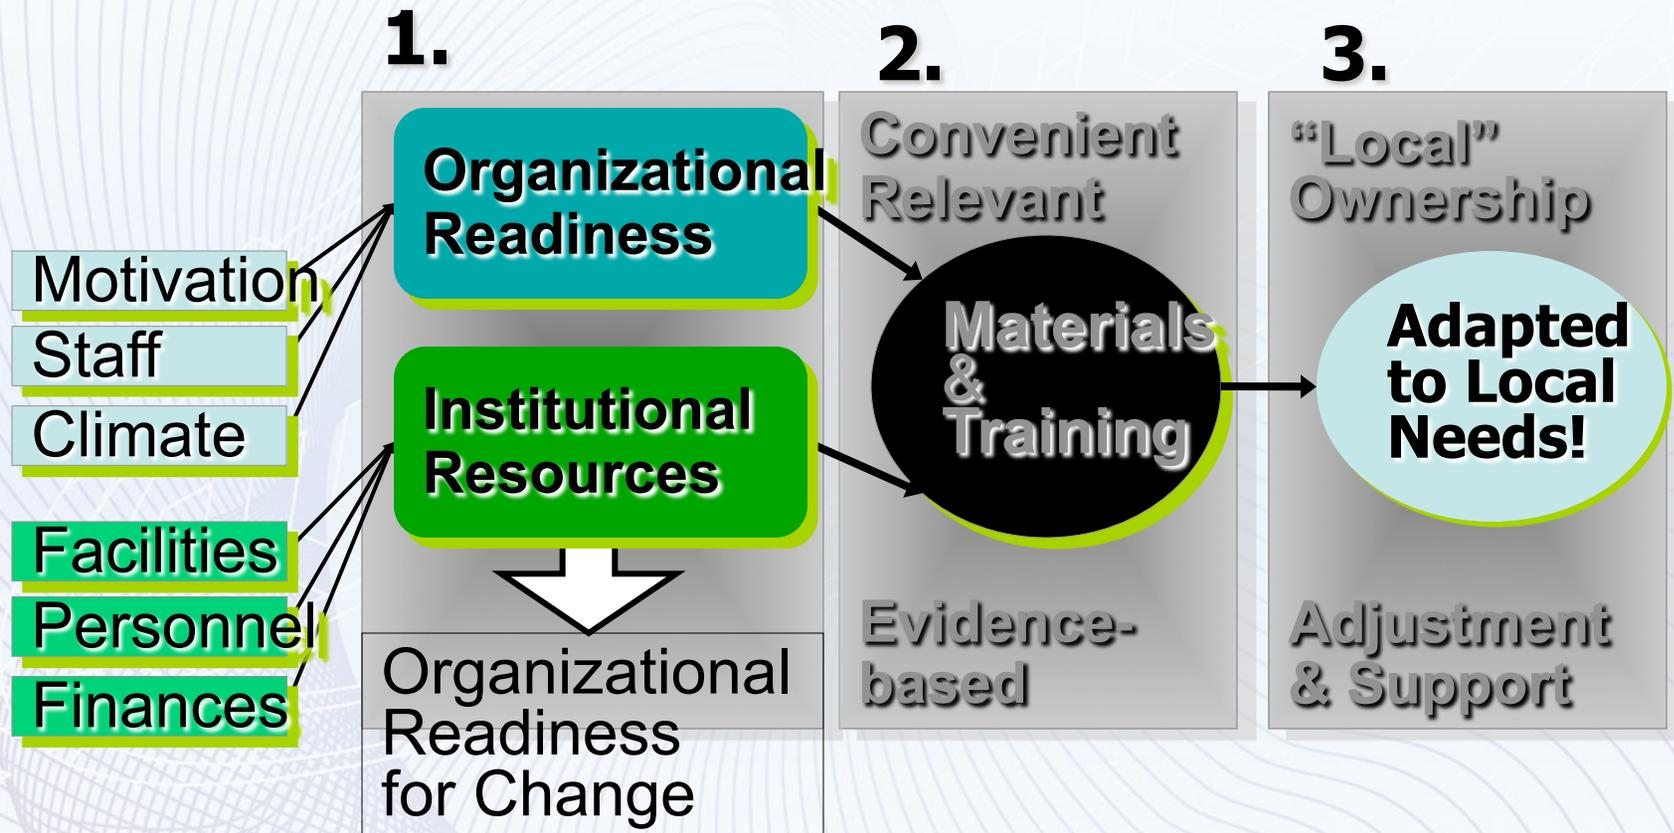 1.
2.
3.
Motivation
Staff
Climate
Facilities
Personnel
Finances
Organizational
Readiness
Institutional
Resources
Organizational
Readiness
for Change
Convenient
Relevant
Materials
&
Training
Evidence-
based
“Local”
Ownership
Adapted
to Local
Needs!
Adjustment
& Support